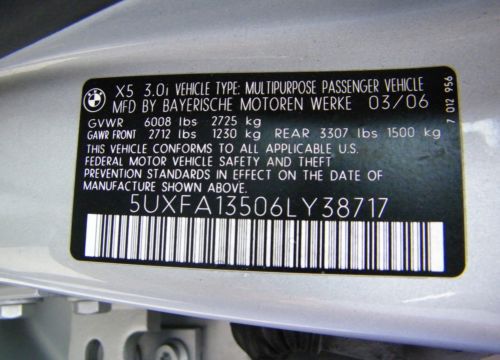 X5 3.0i VEHICLE TYPE: MULTIPURPOSE PASSENGER VEHICLE
MFD BY BAYERISCHE MOTOREN WERKE 03/06
GVWR 6008 lbs 2725 kg
GAWR FRONT 2712 lbs 1230 kg REAR 3307 lbs 1500 kg
THIS VEHICLE CONFORMS TO ALL APPLICABLE
FEDERAL MOTOR VEHICLE SAFETY AND THEFT
PREVENTION STANDARDS IN EFFECT ON THE
DATE OF MANUFACTURE SHOWN ABOVE.
5UXFA13506LY38717
7 012 956